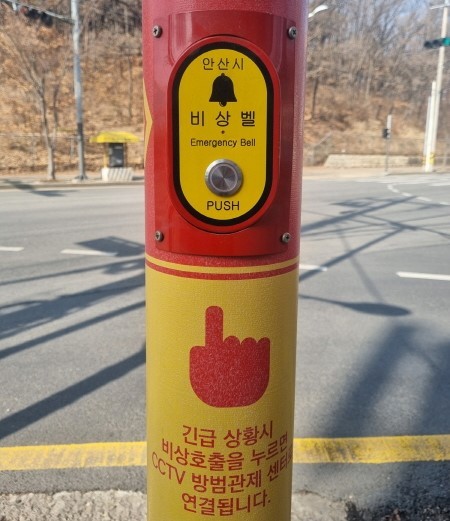 안산시
비상벨
Emergency Bell
PUSH
긴급 상황시
비상호출을 누르면
CCTV 방범관제 센터
연결됩니다.